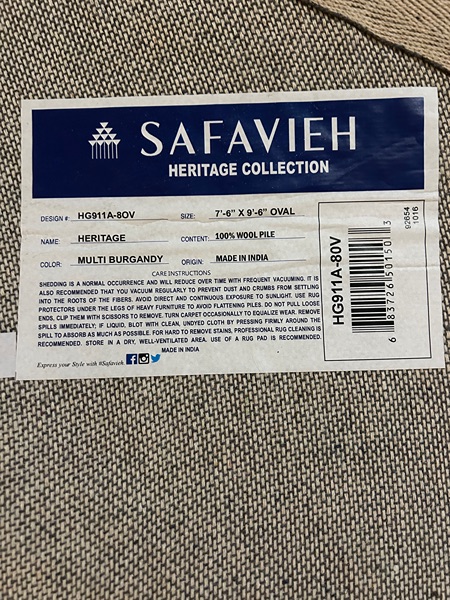 SAFAVIEH
HERITAGE COLLECTION
DESIGN #: HG911A-8OV SIZE: 7'-6" X 9'-6" OVAL
NAME: HERITAGE CONTENT: 100% WOOL PILE
COLOR: MULTI BURGANDY ORIGIN: MADE IN INDIA
CARE INSTRUCTIONS
SHEDDING IS A NORMAL OCCURRENCE AND WILL REDUCE OVER TIME WITH FREQUENT VACUUMING. IT IS
ALSO RECOMMENDED THAT YOU VACUUM REGULARLY TO PREVENT DUST AND CRUMBS FROM SETTLING
INTO THE ROOTS OF THE FIBERS. AVOID DIRECT AND CONTINUOUS EXPOSURE TO SUNLIGHT. USE RUG
PROTECTORS UNDER THE LEGS OF HEAVY FURNITURE TO AVOID FLATTENING PILES. DO NOT PULL LOOSE
ENDS, CLIP THEM WITH SCISSORS TO REMOVE. TURN CARPET OCCASIONALLY TO EQUALIZE WEAR. REMOVE
SPILLS IMMEDIATELY; IF LIQUID, BLOT WITH CLEAN, UNDYED CLOTH BY PRESSING FIRMLY AROUND THE
SPILL TO ABSORB AS MUCH AS POSSIBLE. FOR HARD TO REMOVE STAINS, PROFESSIONAL RUG CLEANING IS
RECOMMENDED. STORE IN A DRY, WELL-VENTILATED AREA. USE OF A RUG PAD IS RECOMMENDED.
MADE IN INDIA
Express your Style with #Safavieh
HG911A-8OV
6 83726 15015 3
92654
1016